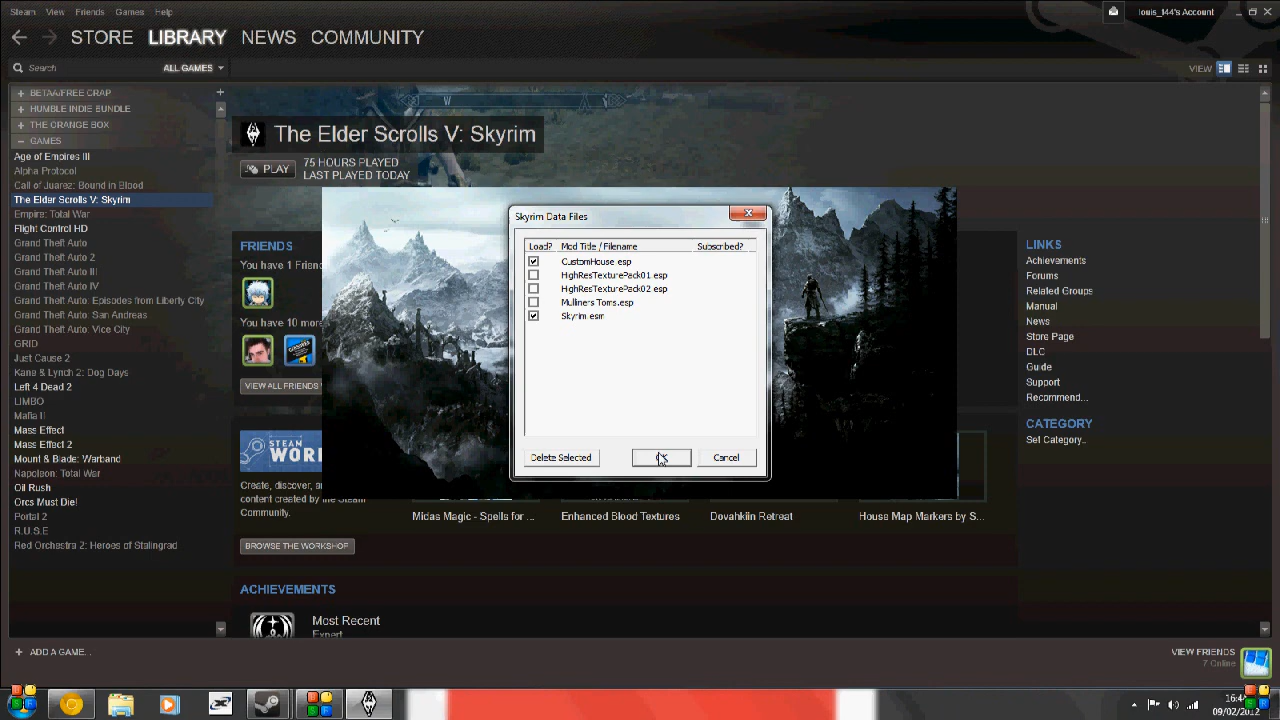 Steam View Friends Games Help
louis_f44's Account
STORE LIBRARY NEWS COMMUNITY
Search ALL GAMES
VIEW
+ BETA/FREE CRAP +
+ HUMBLE INDIE BUNDLE
+ THE ORANGE BOX
− GAMES
Age of Empires III
Alpha Protocol
Call of Juarez: Bound in Blood
The Elder Scrolls V: Skyrim
Empire: Total War
Flight Control HD
Grand Theft Auto
Grand Theft Auto 2
Grand Theft Auto III
Grand Theft Auto IV
Grand Theft Auto: Episodes from Liberty City
Grand Theft Auto: San Andreas
Grand Theft Auto: Vice City
GRID
Just Cause 2
Kane & Lynch 2: Dog Days
Left 4 Dead 2
LIMBO
Mafia II
Mass Effect
Mass Effect 2
Mount & Blade: Warband
Napoleon: Total War
Oil Rush
Orcs Must Die!
Portal 2
R.U.S.E
Red Orchestra 2: Heroes of Stalingrad
W
The Elder Scrolls V: Skyrim
PLAY
75 HOURS PLAYED
LAST PLAYED TODAY
FRIENDS
You have 1 Frien
You have 10 more
VIEW ALL FRIENDS
STEAM
WOR
Create, discover, a
content created by the Steam
Community.
BROWSE THE WORKSHOP
Skyrim Data Files
Load? Mod Title / Filename Subscribed?
CustomHouse.esp
HighResTexturePack01.esp
HighResTexturePack02.esp
Mulliners Toms.esp
Skyrim.esm
Delete Selected Cancel
Midas Magic - Spells for ...
Enhanced Blood Textures
Dovahkiin Retreat
House Map Markers by S...
ACHIEVEMENTS
Most Recent
Expert
LINKS
Achievements
Forums
Related Groups
Manual
News
Store Page
DLC
Guide
Support
Recommend...
CATEGORY
Set Category...
+ ADD A GAME...
VIEW FRIENDS
7 Online
09/02/2012